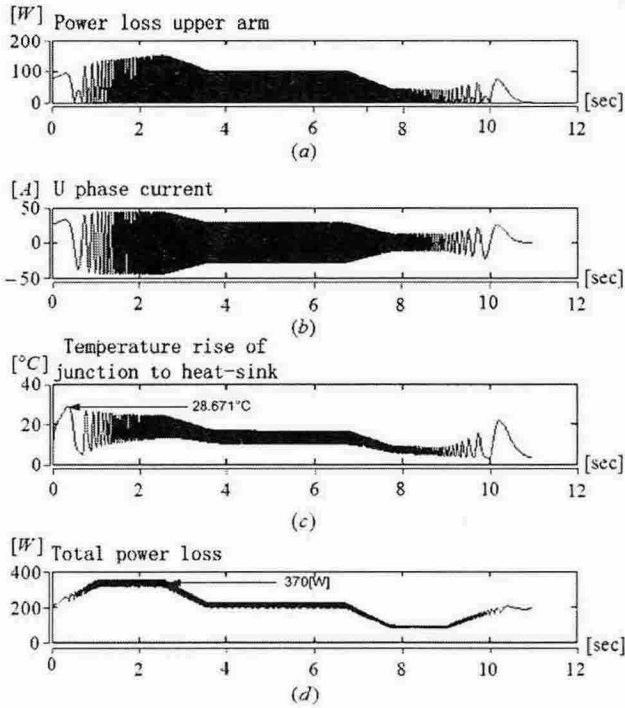 [W] Power loss upper arm
200
100
0
0 2 4 6 8 10 12
[sec]
(a)
[A] U phase current
50
0
−50
0 2 4 6 8 10 12
[sec]
(b)
Temperature rise of
[°C] junction to heat-sink
40
28.671°C
20
0
0 2 4 6 8 10 12
[sec]
(c)
[W] Total power loss
400
370[W]
200
0
0 2 4 6 8 10 12
[sec]
(d)